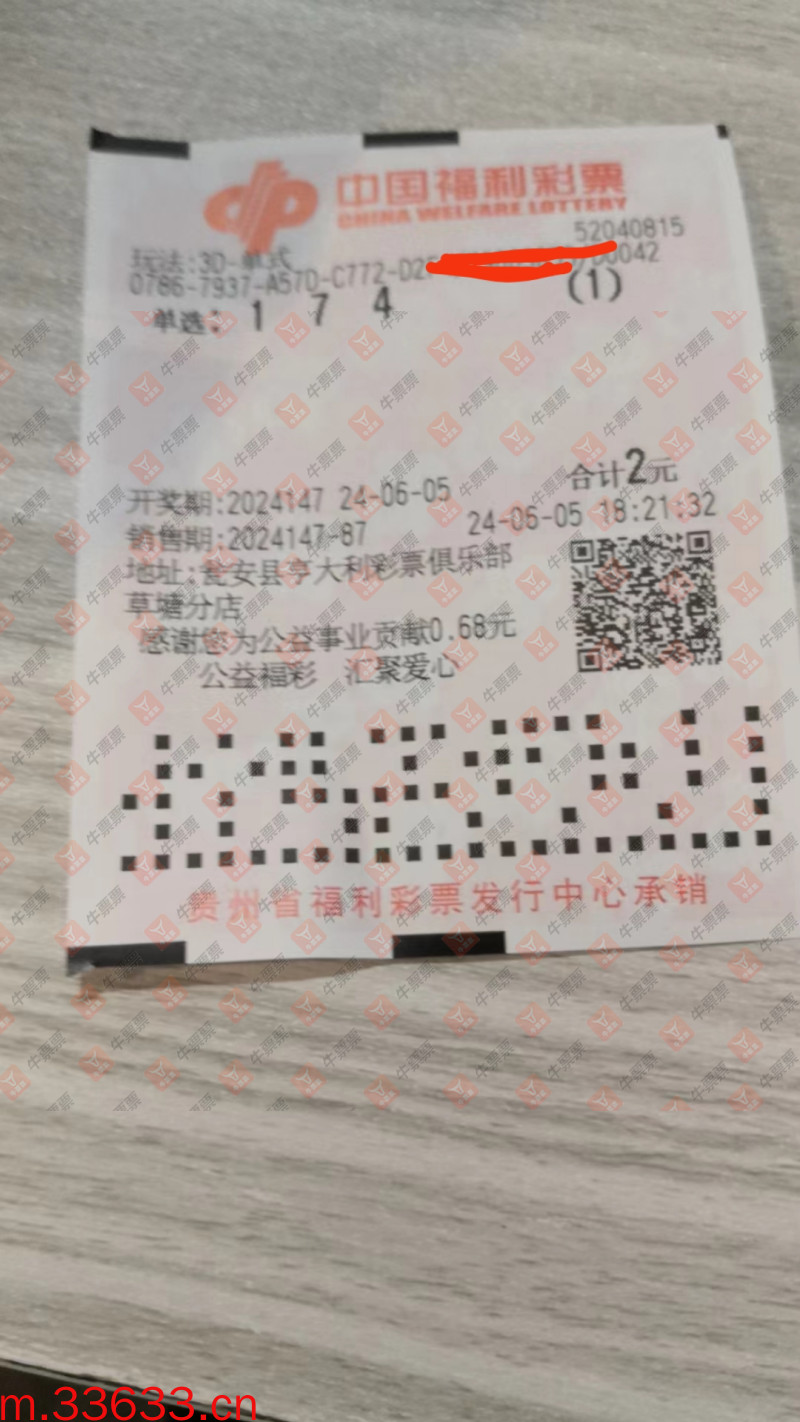 中国福利彩票
CHINA WELFARE LOTTERY
52040815
玩法:3D-单式
0786-7937-A57D-C772-D2 00042
单选: 1 7 4 (1)
合计2元
开奖期:2024147 24-06-05
销售期:2024147-87 24-06-05 18:21:32
地址:瓮安县亨大利彩票俱乐部
草塘分店
感谢您为公益事业贡献0.68元
公益福彩 汇聚爱心
贵州省福利彩票发行中心承销
牛票票
m.33633.cn